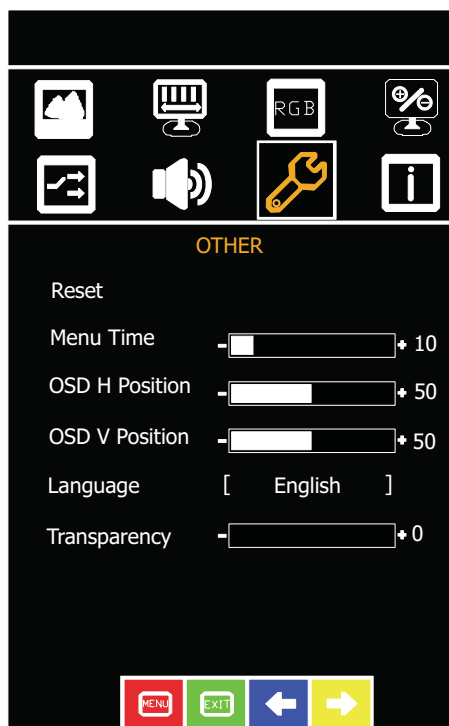 RGB
OTHER
Reset
Menu Time - + 10
OSD H Position - + 50
OSD V Position - + 50
Language [ English ]
Transparency - + 0
MENU EXIT